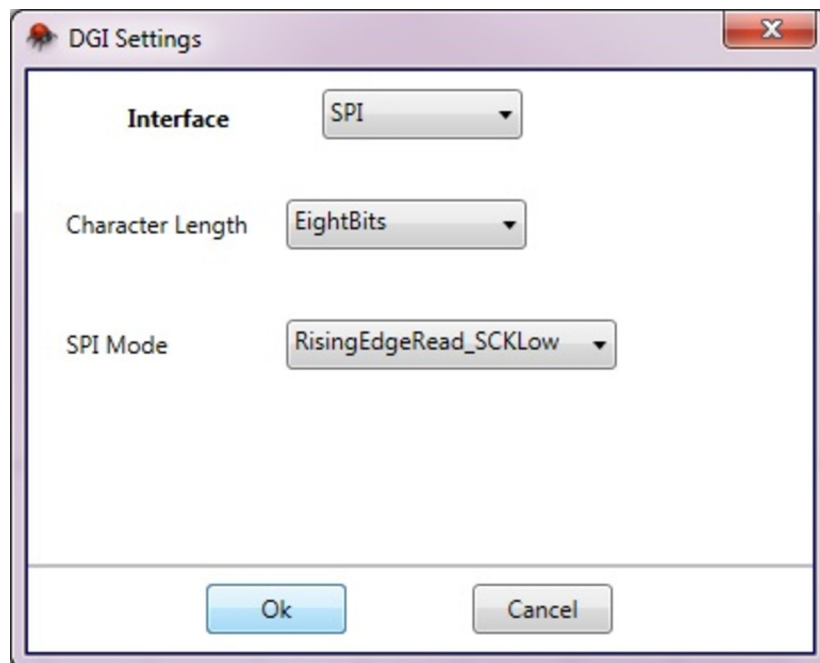 DGI Settings
Interface SPI
Character Length EightBits
SPI Mode RisingEdgeRead_SCKLow
Ok Cancel